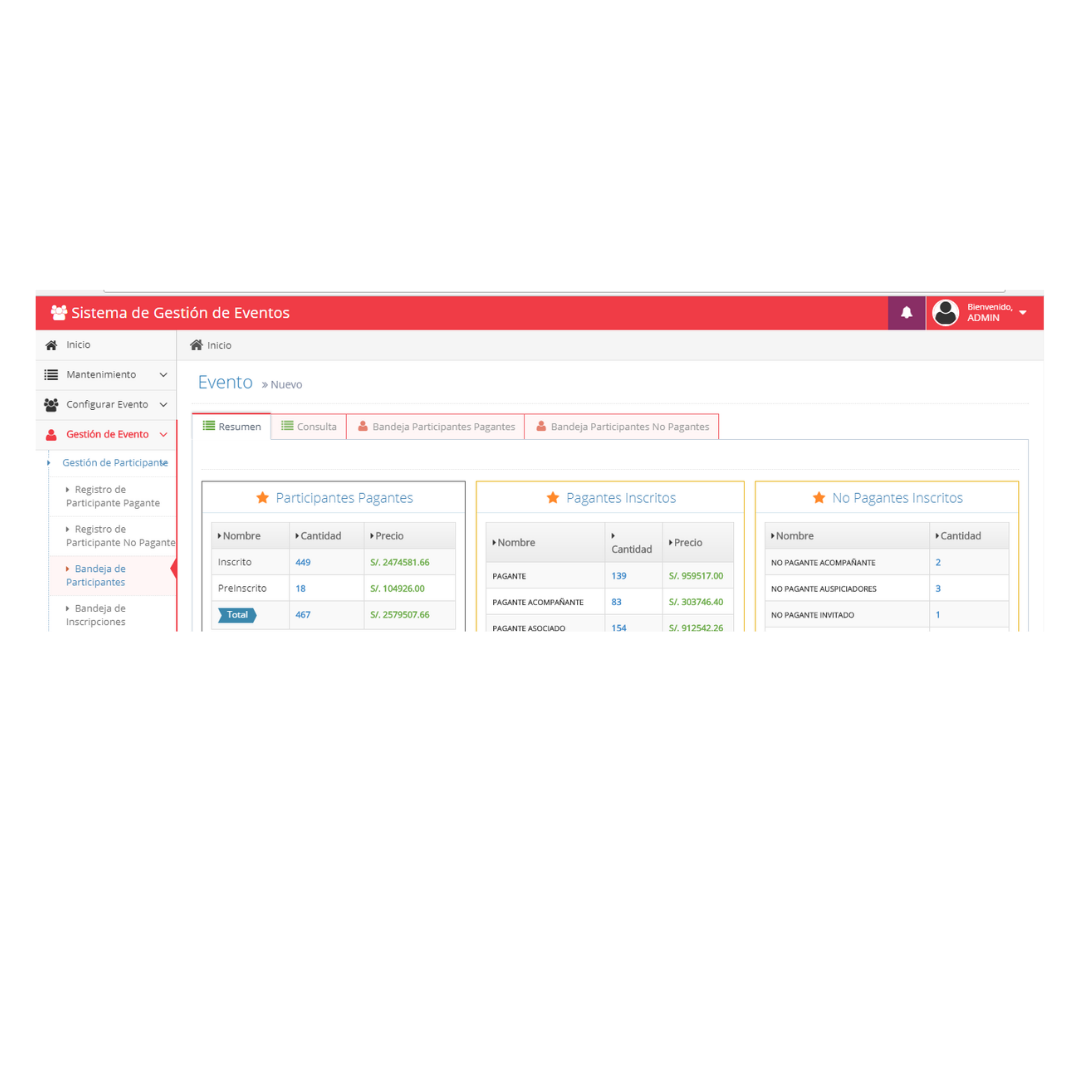 Sistema de Gestión de Eventos
Bienvenido,
ADMIN
Inicio
Mantenimiento
Configurar Evento
Gestión de Evento
Gestión de Participante
Registro de
Participante Pagante
Registro de
Participante No Pagante
Bandeja de
Participantes
Bandeja de
Inscripciones
Inicio
Evento » Nuevo
Resumen
Consulta
Bandeja Participantes Pagantes
Bandeja Participantes No Pagantes
Participantes Pagantes
Nombre Cantidad Precio
Inscrito 449 S/. 2474581.66
PreInscrito 18 S/. 104926.00
Total 467 S/. 2579507.66
Pagantes Inscritos
Nombre Cantidad Precio
PAGANTE 139 S/. 959517.00
PAGANTE ACOMPAÑANTE 83 S/. 303746.40
PAGANTE ASOCIADO 154 S/. 912542.26
No Pagantes Inscritos
Nombre Cantidad
NO PAGANTE ACOMPAÑANTE 2
NO PAGANTE AUSPICIADORES 3
NO PAGANTE INVITADO 1